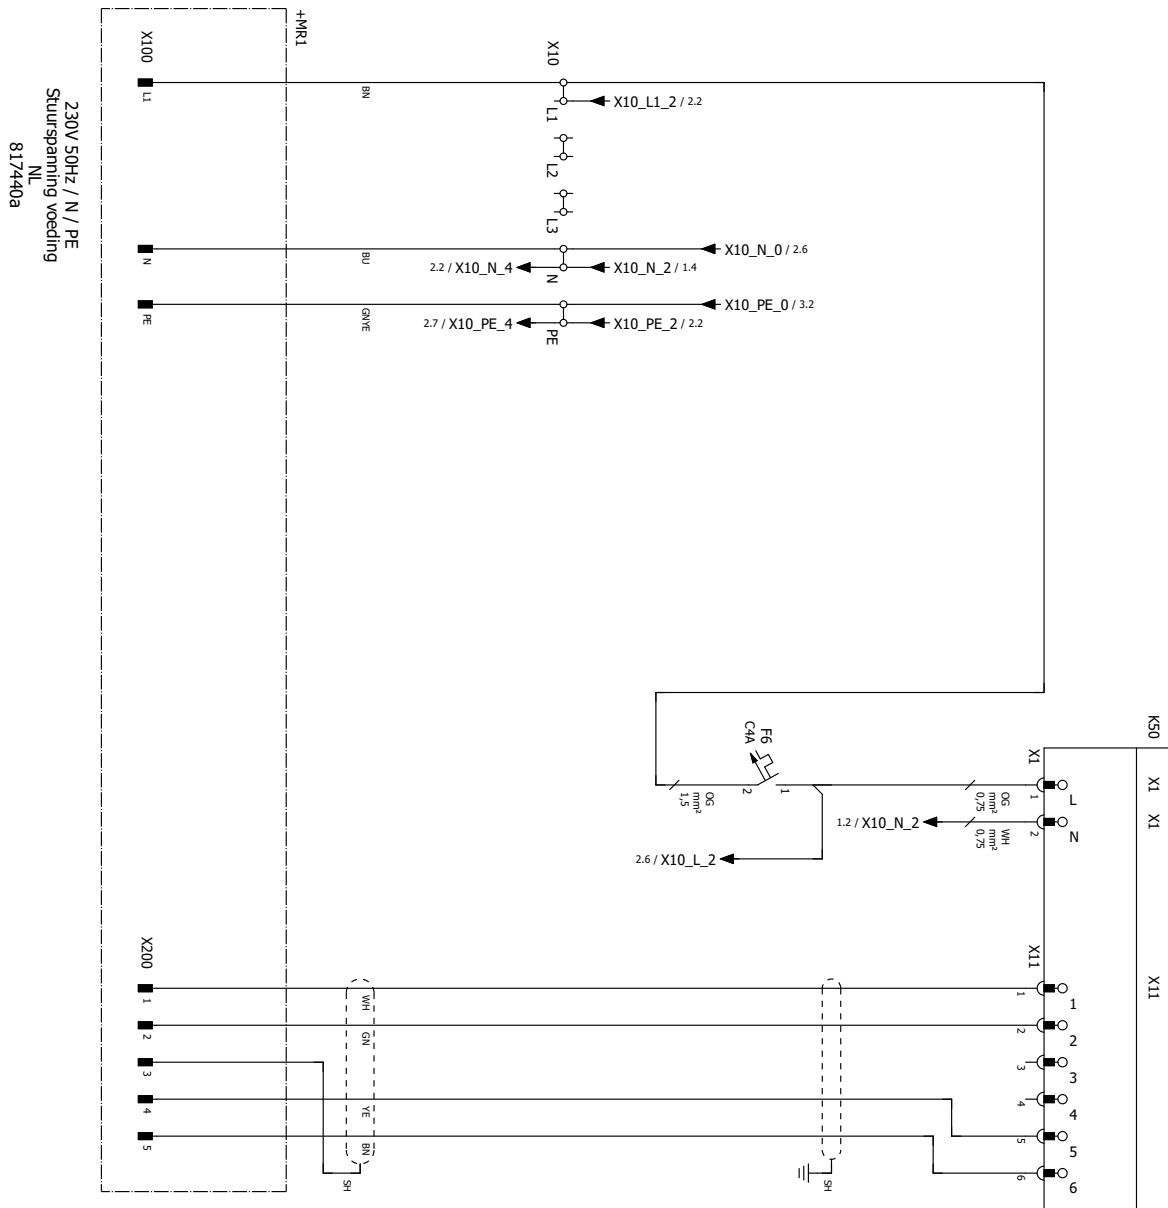 +MR1
X100
L1
N
PE
230V 50Hz / N / PE
Stuurspanning voeding
NL
817440a
BN
BU
GNYE
X10
X10_L1_2 / 2.2
L1
L2
L3
X10_N_0 / 2.6
2.2 / X10_N_4
X10_N_2 / 1.4
N
X10_PE_0 / 3.2
2.7 / X10_PE_4
X10_PE_2 / 2.2
PE
K50
X1
X1
X1
F6
C4A
2
1
OG
mm²
1,5
OG
mm²
0,75
1
L
1.2 / X10_N_2
WH
mm²
0,75
2
N
2.6 / X10_L_2
X200
X11
X11
1
WH
1
1
2
GN
2
2
3
3
3
4
YE
4
4
5
BN
5
5
SH
SH
6
6